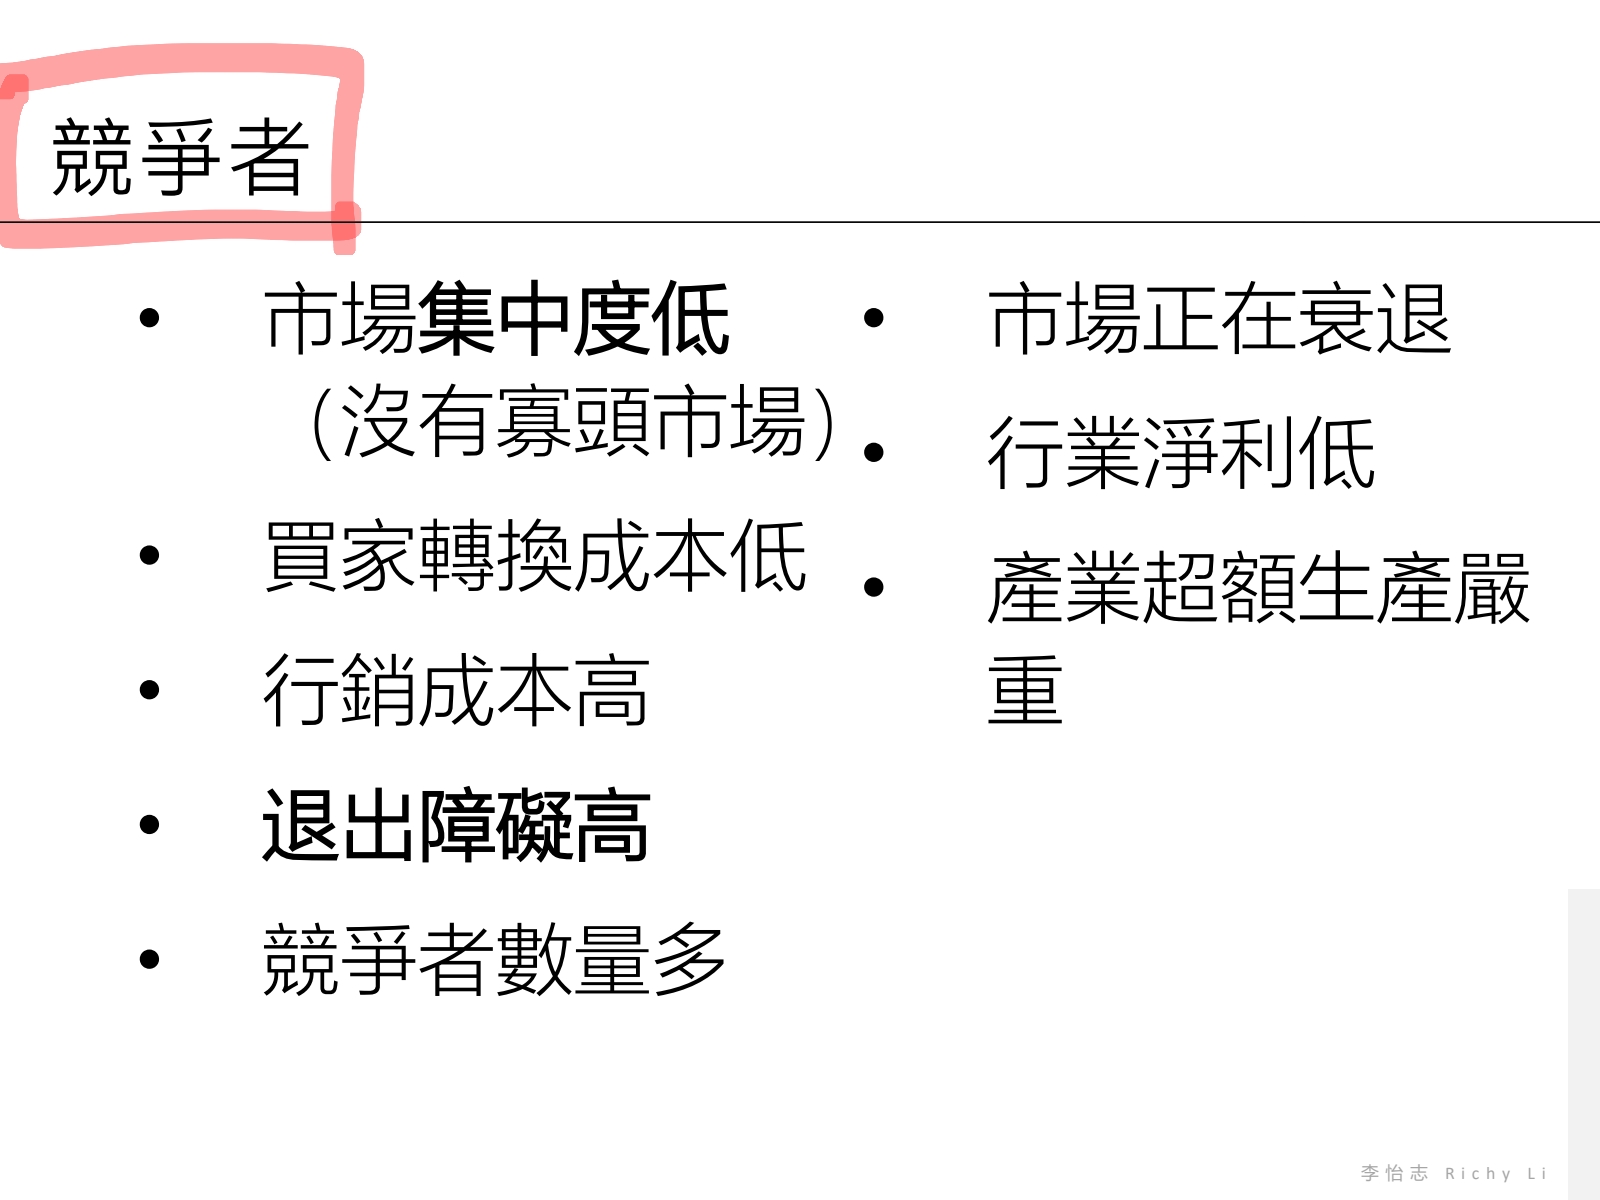 競爭者
• 市場集中度低
（沒有寡頭市場）
• 買家轉換成本低
• 行銷成本高
• 退出障礙高
• 競爭者數量多
• 市場正在衰退
• 行業淨利低
• 產業超額生產嚴
重
李怡志 Richy Li